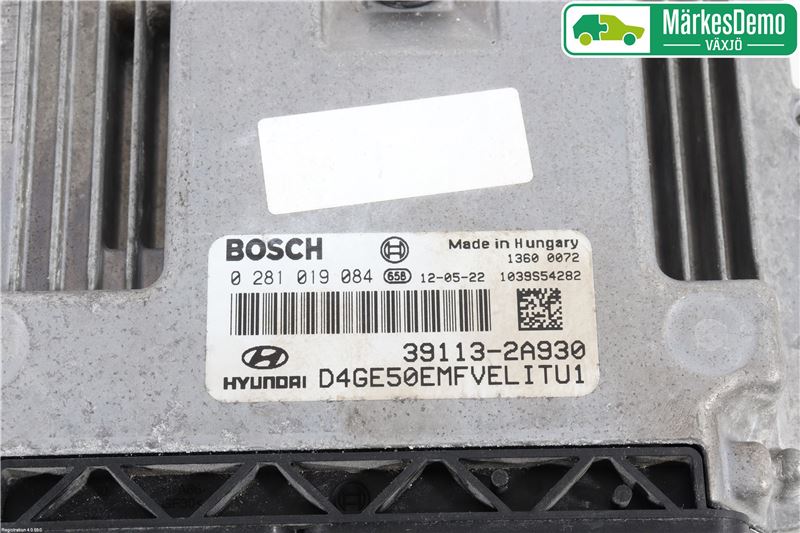 MärkesDemo
VÄXJÖ
BOSCH
Made in Hungary
1360 0072
0 281 019 084 65B 12-05-22 1039S54282
39113-2A930
HYUNDAI D4GE50EMFVELITU1